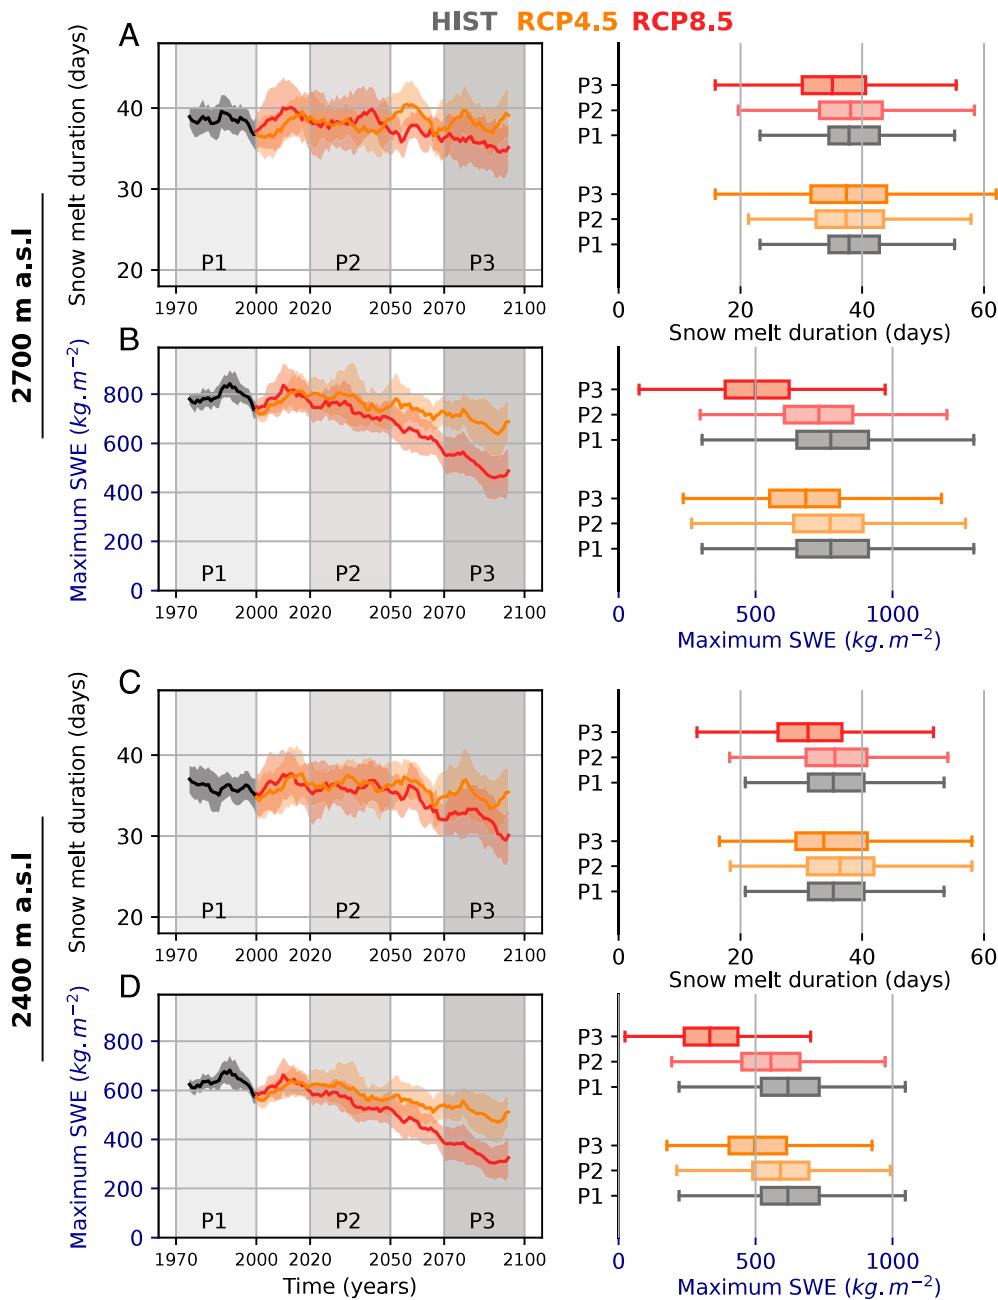 HIST RCP4.5 RCP8.5
2700 m a.s.l
A
Snow melt duration (days)
40
30
20
P1 P2 P3
1970 2000 2020 2050 2070 2100
P3
P2
P1
P3
P2
P1
0 20 40 60
Snow melt duration (days)
B
Maximum SWE (kg.m−2)
800
600
400
200
0
P1 P2 P3
1970 2000 2020 2050 2070 2100
P3
P2
P1
P3
P2
P1
0 500 1000
Maximum SWE (kg.m−2)
2400 m a.s.l
C
Snow melt duration (days)
40
30
20
P1 P2 P3
1970 2000 2020 2050 2070 2100
P3
P2
P1
P3
P2
P1
0 20 40 60
Snow melt duration (days)
D
Maximum SWE (kg.m−2)
800
600
400
200
0
P1 P2 P3
1970 2000 2020 2050 2070 2100
Time (years)
P3
P2
P1
P3
P2
P1
0 500 1000
Maximum SWE (kg.m−2)